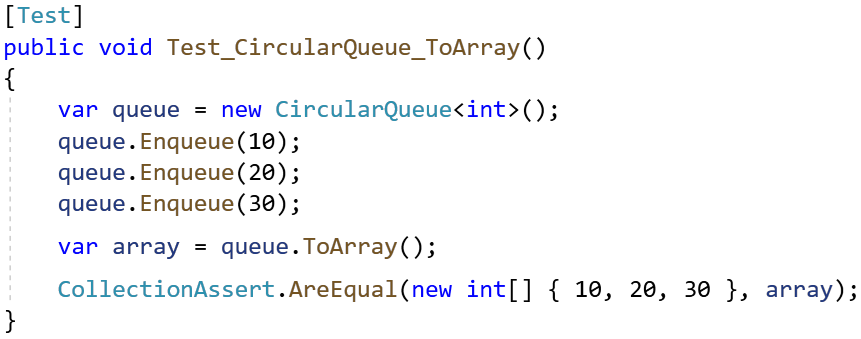 [Test]
public void Test_CircularQueue_ToArray()
{
    var queue = new CircularQueue<int>();
    queue.Enqueue(10);
    queue.Enqueue(20);
    queue.Enqueue(30);
    var array = queue.ToArray();
    CollectionAssert.AreEqual(new int[] { 10, 20, 30 }, array);
}